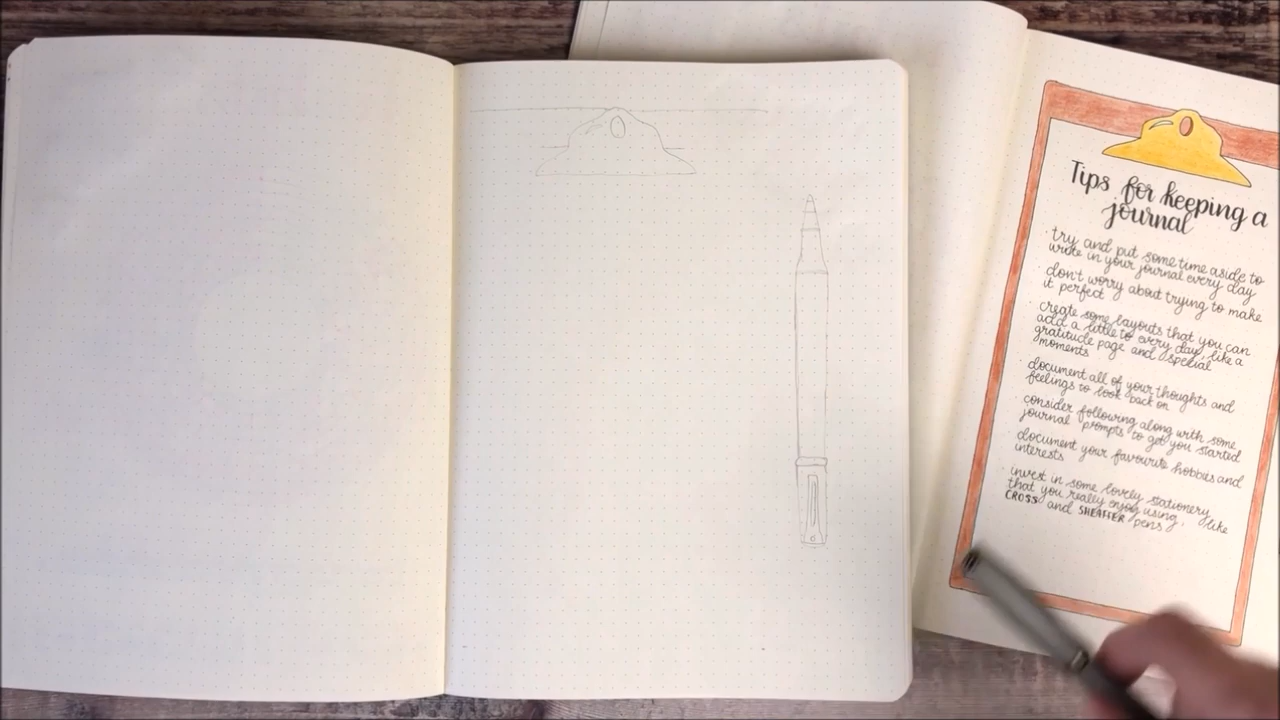 Tips for keeping a
journal
· try and put some time aside to
write in your journal every day
· don't worry about trying to make
it perfect
· create some layouts that you can
add a little to every day, like a
gratitude page and special
moments
· document all of your thoughts and
feelings to look back on
· consider following along with some
journal prompts to get you started
· document your favourite hobbies and
interests
· invest in some lovely stationery
that you really enjoy using, like
CROSS and SHEAFFER pens